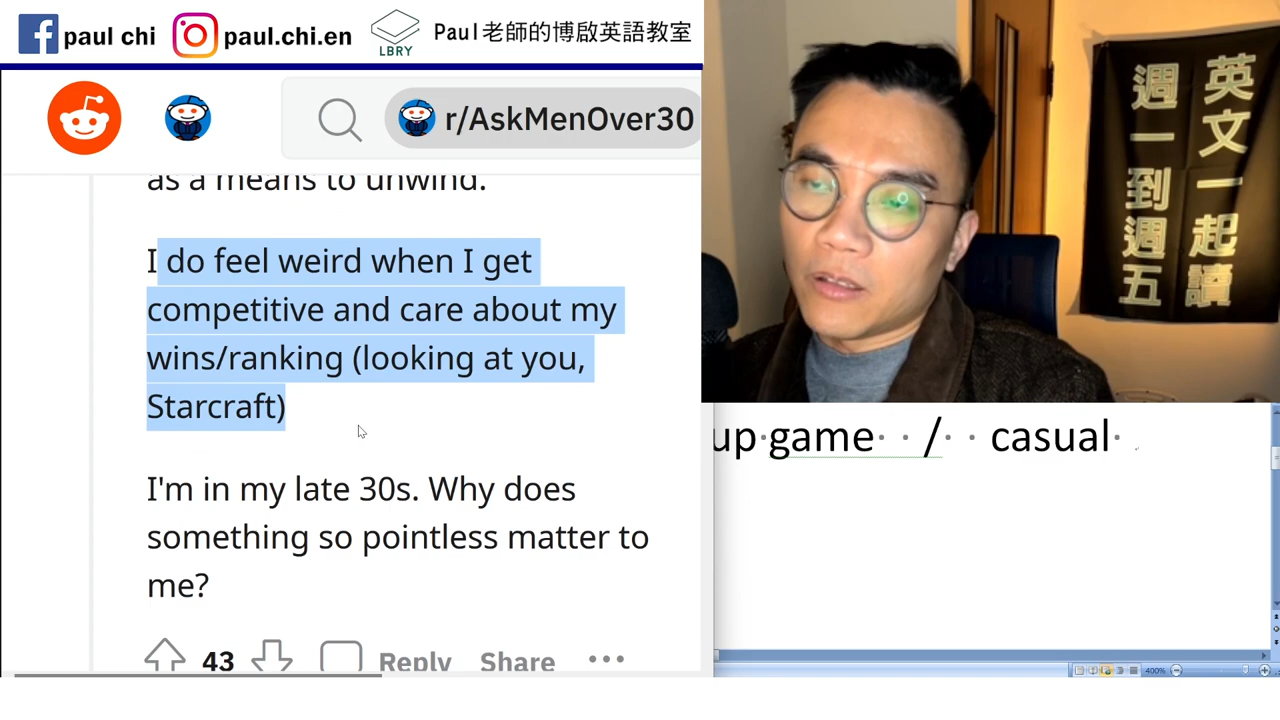 paul chi
paul.chi.en
LBRY
Paul老師的博啟英語教室
r/AskMenOver30
as a means to unwind.
I do feel weird when I get
competitive and care about my
wins/ranking (looking at you,
Starcraft)
I'm in my late 30s. Why does
something so pointless matter to
me?
43
Reply
Share
英文一起讀
週一到週五
up game / casual
400%